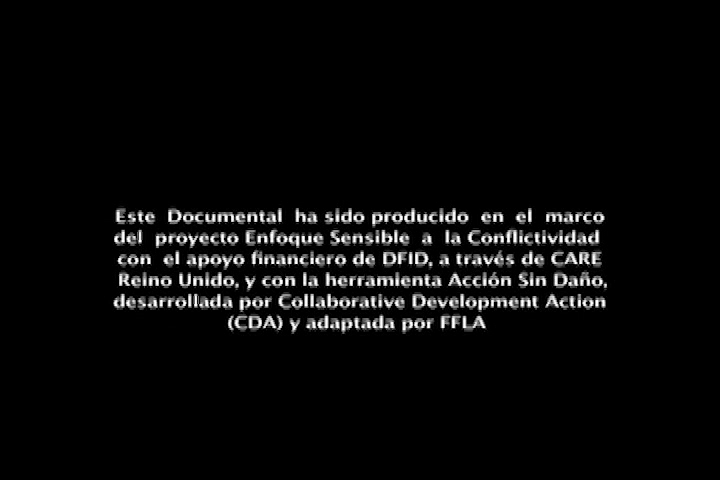 Este Documental ha sido producido en el marco
del proyecto Enfoque Sensible a la Conflictividad
con el apoyo financiero de DFID, a través de CARE
Reino Unido, y con la herramienta Acción Sin Daño,
desarrollada por Collaborative Development Action
(CDA) y adaptada por FFLA